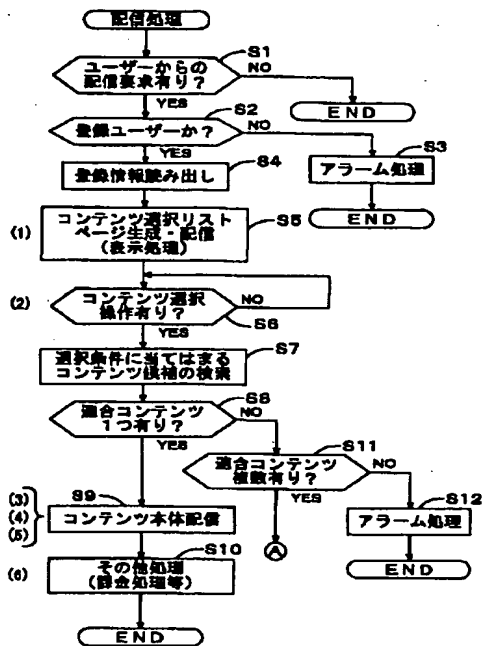 配信処理
S1
ユーザーからの
配信要求有り？
NO
YES
END
S2
登録ユーザーか？
NO
YES
S3
アラーム処理
END
S4
登録情報読み出し
(1)
コンテンツ選択リスト
ページ生成・配信
(表示処理)
S5
(2)
コンテンツ選択
操作有り？
NO
S6
YES
S7
選択条件に当てはまる
コンテンツ候補の検索
S8
適合コンテンツ
1つ有り？
NO
YES
S11
適合コンテンツ
複数有り？
NO
YES
(3)
(4)
(5)
S9
コンテンツ本体配信
S12
アラーム処理
A
END
S10
(6)
その他処理
(課金処理等)
END